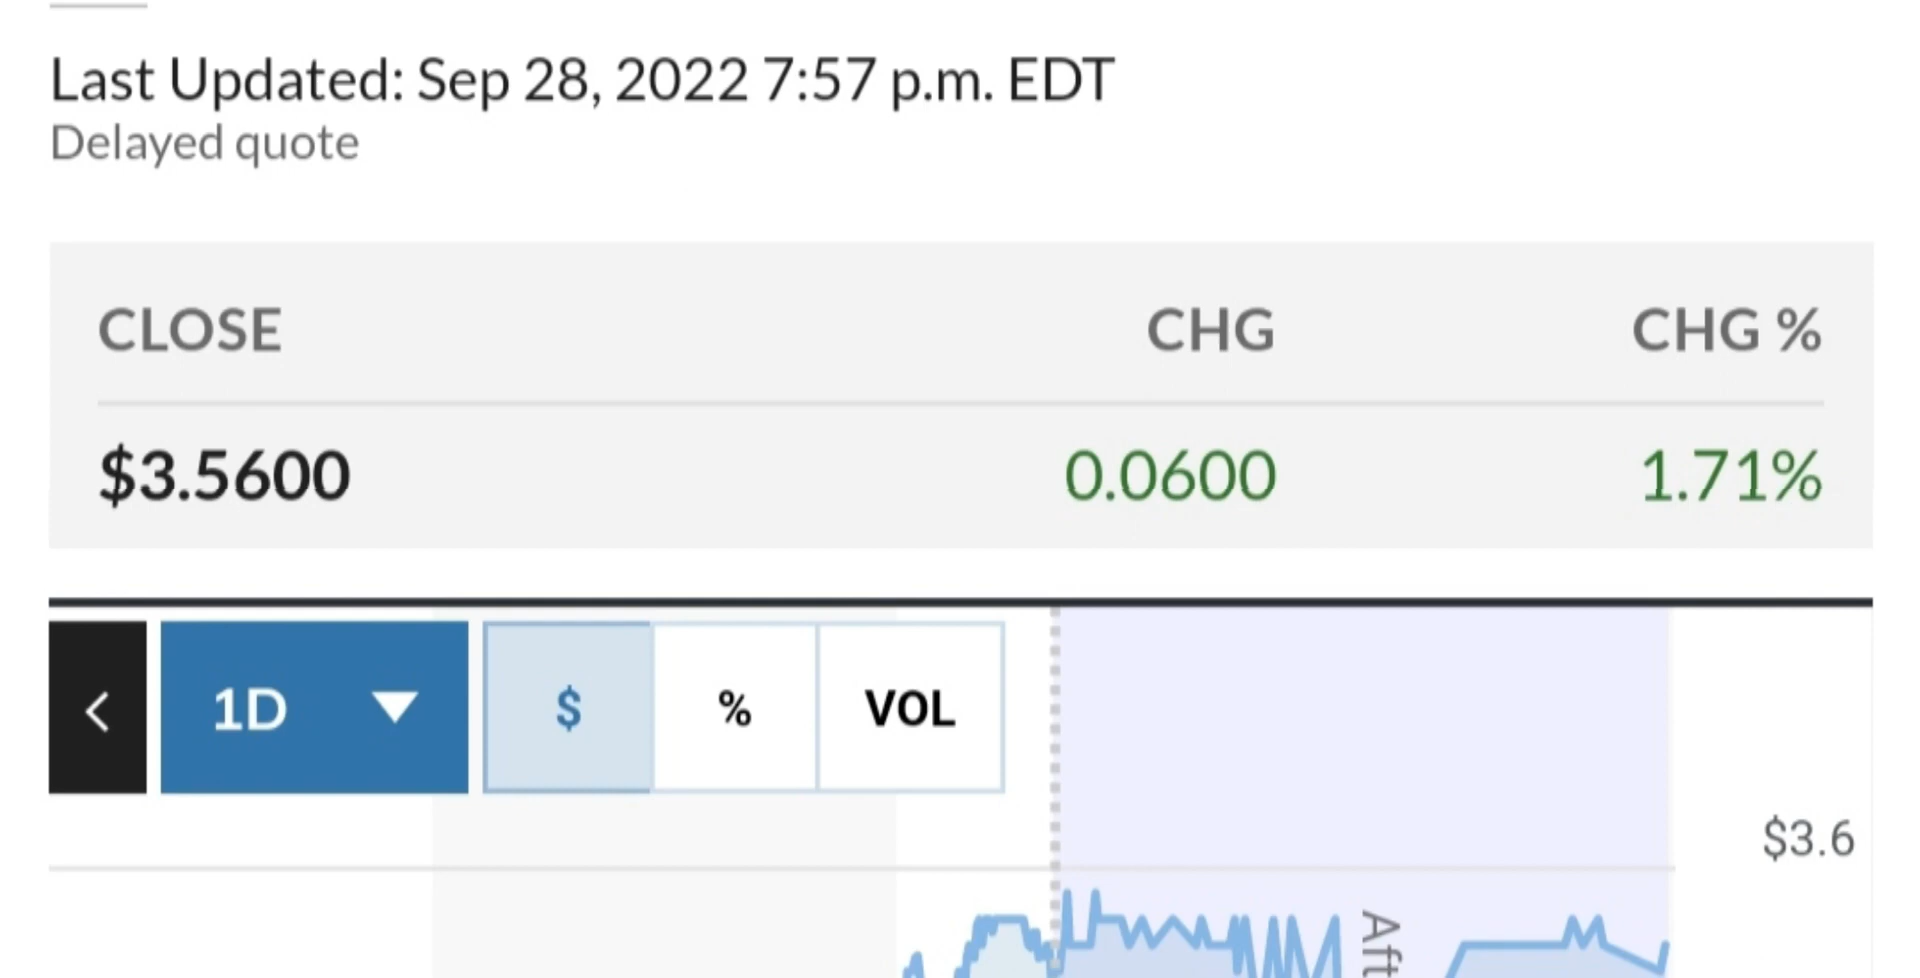 Last Updated: Sep 28, 2022 7:57 p.m. EDT
Delayed quote
CLOSE CHG CHG %
$3.5600 0.0600 1.71%
1D $ % VOL
$3.6
Aft